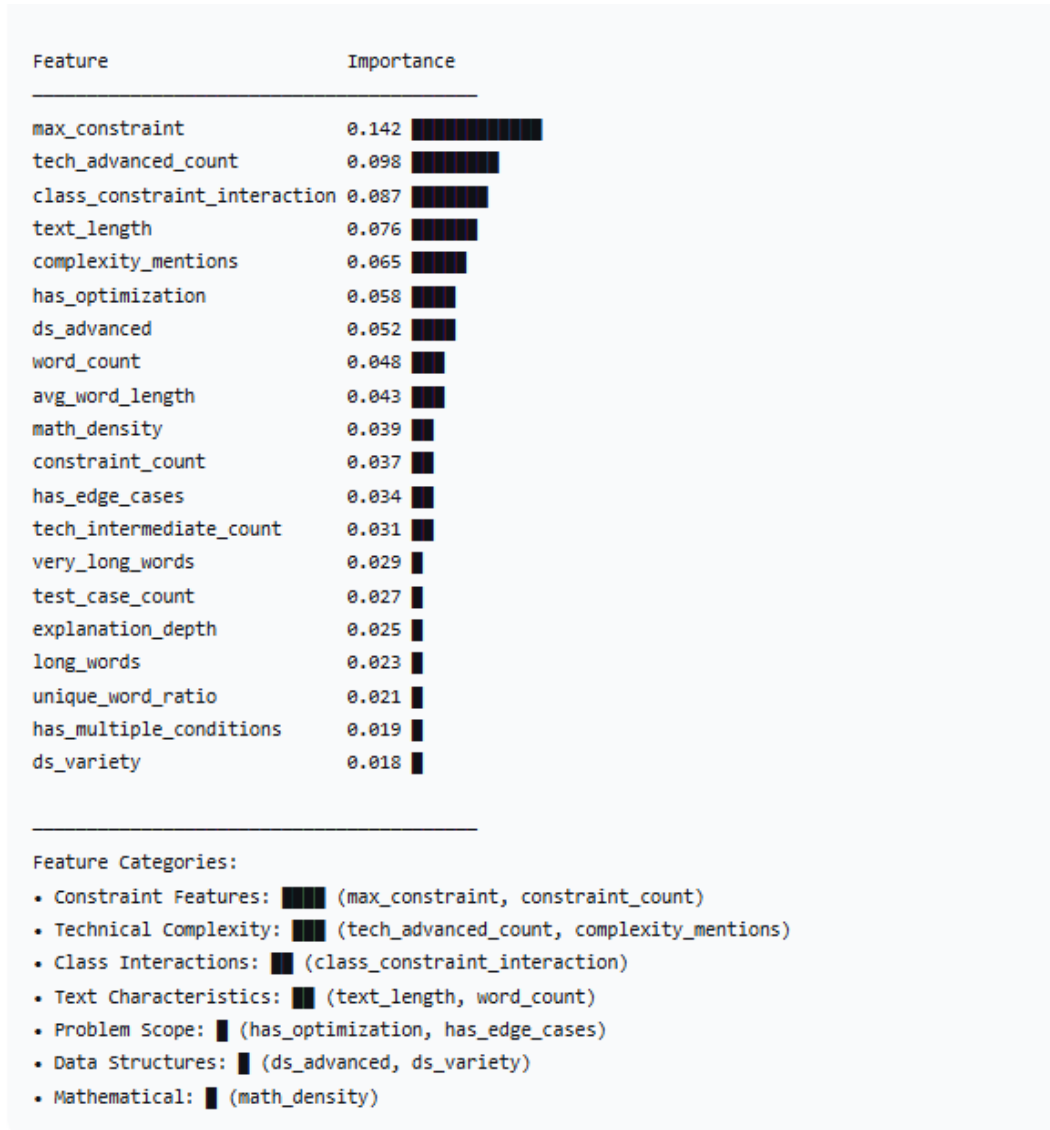 Feature Importance
max_constraint 0.142 ████████████
tech_advanced_count 0.098 ████████
class_constraint_interaction 0.087 ███████
text_length 0.076 ██████
complexity_mentions 0.065 █████
has_optimization 0.058 ████
ds_advanced 0.052 ████
word_count 0.048 ███
avg_word_length 0.043 ███
math_density 0.039 ██
constraint_count 0.037 ██
has_edge_cases 0.034 ██
tech_intermediate_count 0.031 ██
very_long_words 0.029 █
test_case_count 0.027 █
explanation_depth 0.025 █
long_words 0.023 █
unique_word_ratio 0.021 █
has_multiple_conditions 0.019 █
ds_variety 0.018 █
Feature Categories:
• Constraint Features: ████ (max_constraint, constraint_count)
• Technical Complexity: ███ (tech_advanced_count, complexity_mentions)
• Class Interactions: ██ (class_constraint_interaction)
• Text Characteristics: ██ (text_length, word_count)
• Problem Scope: █ (has_optimization, has_edge_cases)
• Data Structures: █ (ds_advanced, ds_variety)
• Mathematical: █ (math_density)